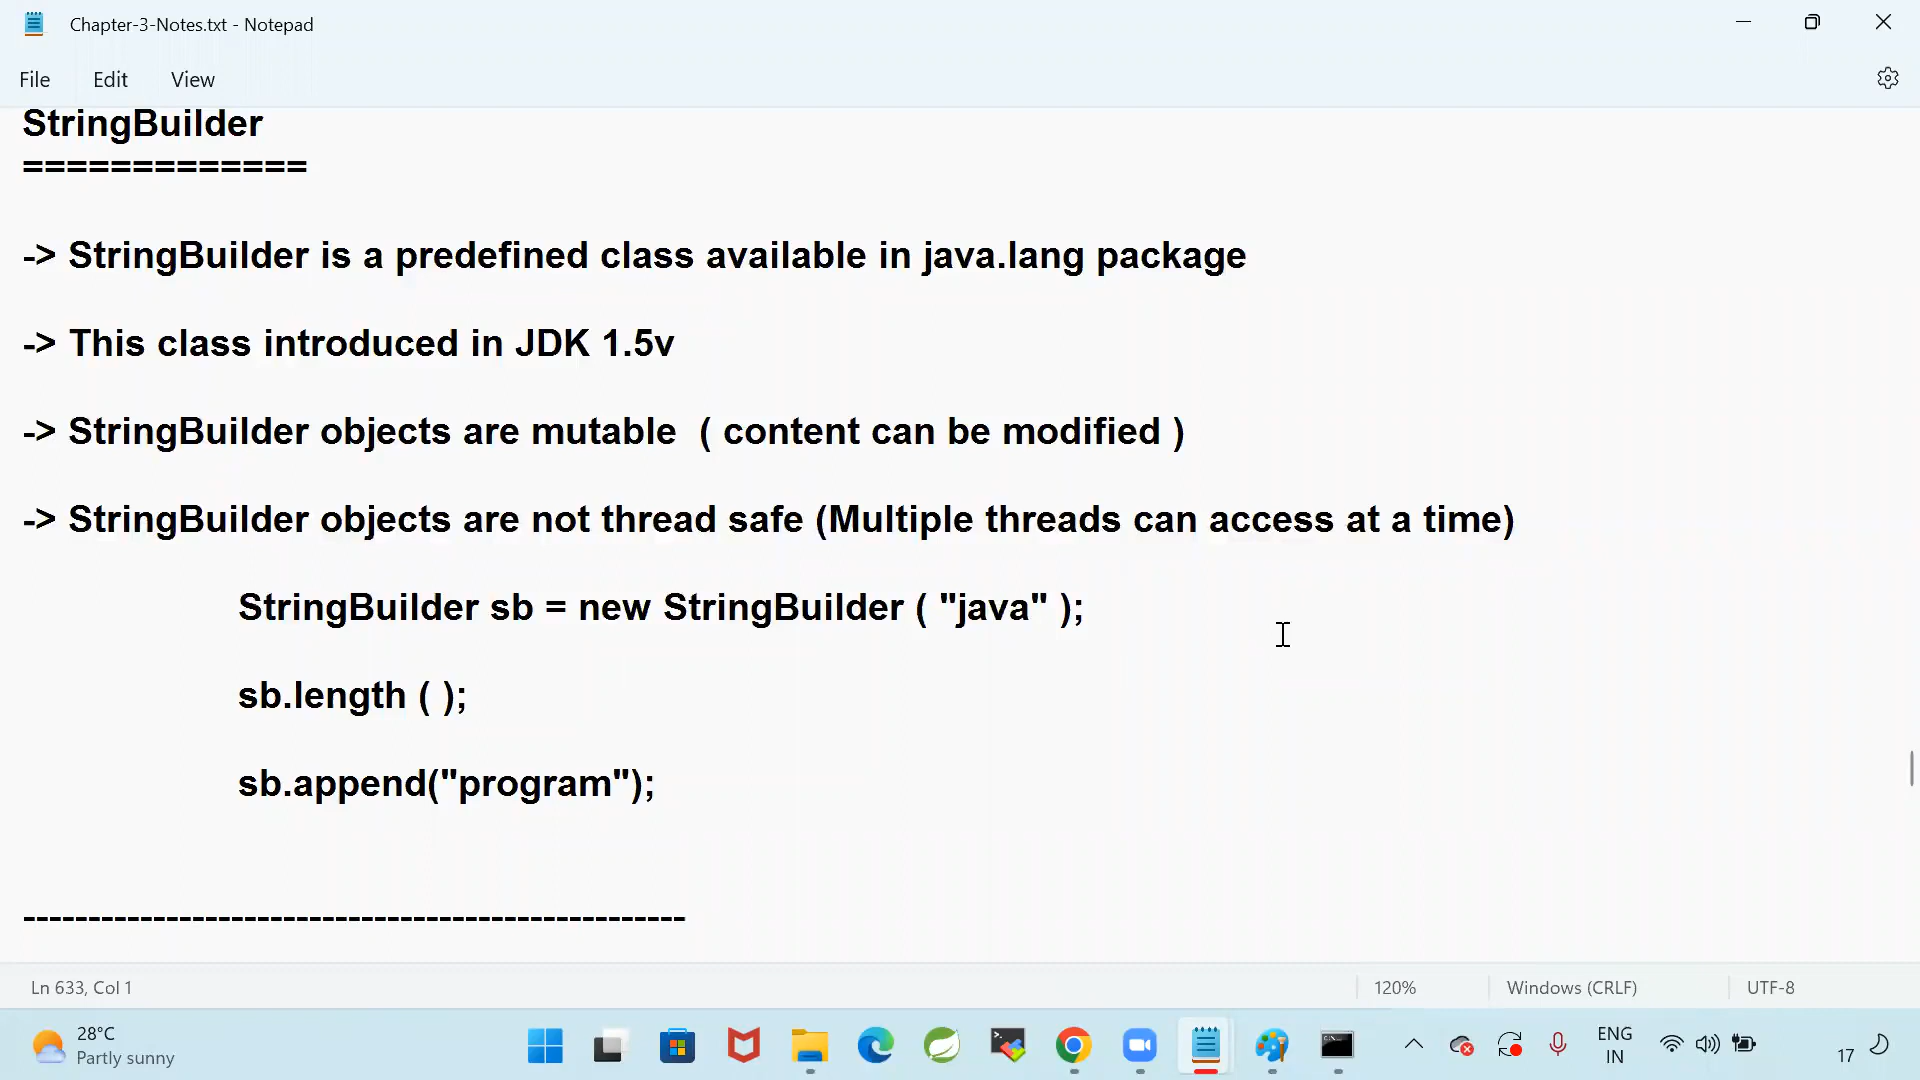 Chapter-3-Notes.txt - Notepad
File Edit View
StringBuilder
=============
-> StringBuilder is a predefined class available in java.lang package
-> This class introduced in JDK 1.5v
-> StringBuilder objects are mutable  ( content can be modified )
-> StringBuilder objects are not thread safe (Multiple threads can access at a time)
StringBuilder sb = new StringBuilder ( "java" );
sb.length ( );
sb.append("program");
---------------------------------------------------
Ln 633, Col 1 120% Windows (CRLF) UTF-8
28°C
Partly sunny
ENG
IN
17